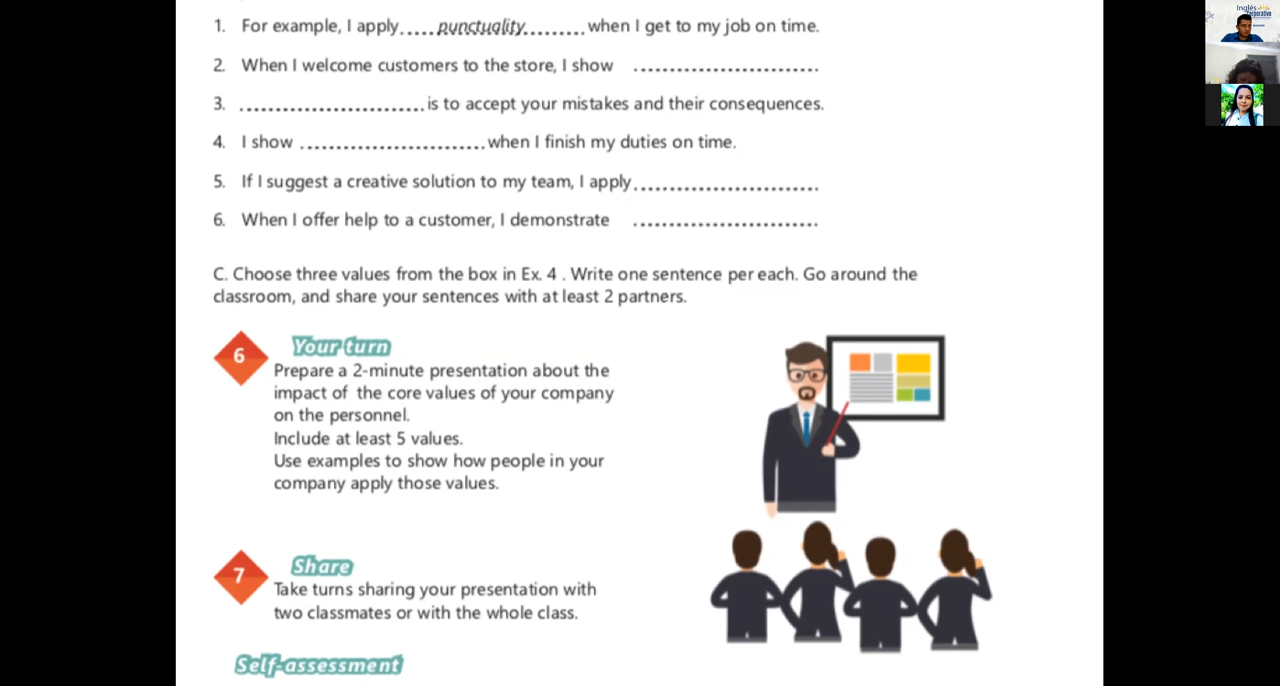 1. For example, I apply.....punctuality.........when I get to my job on time.
2. When I welcome customers to the store, I show ..........................
3. ..........................is to accept your mistakes and their consequences.
4. I show ..........................when I finish my duties on time.
5. If I suggest a creative solution to my team, I apply..........................
6. When I offer help to a customer, I demonstrate ..........................
C. Choose three values from the box in Ex. 4 . Write one sentence per each. Go around the
classroom, and share your sentences with at least 2 partners.
6 Your turn
Prepare a 2-minute presentation about the
impact of the core values of your company
on the personnel.
Include at least 5 values.
Use examples to show how people in your
company apply those values.
7 Share
Take turns sharing your presentation with
two classmates or with the whole class.
Self-assessment
Inglés
Corporativo